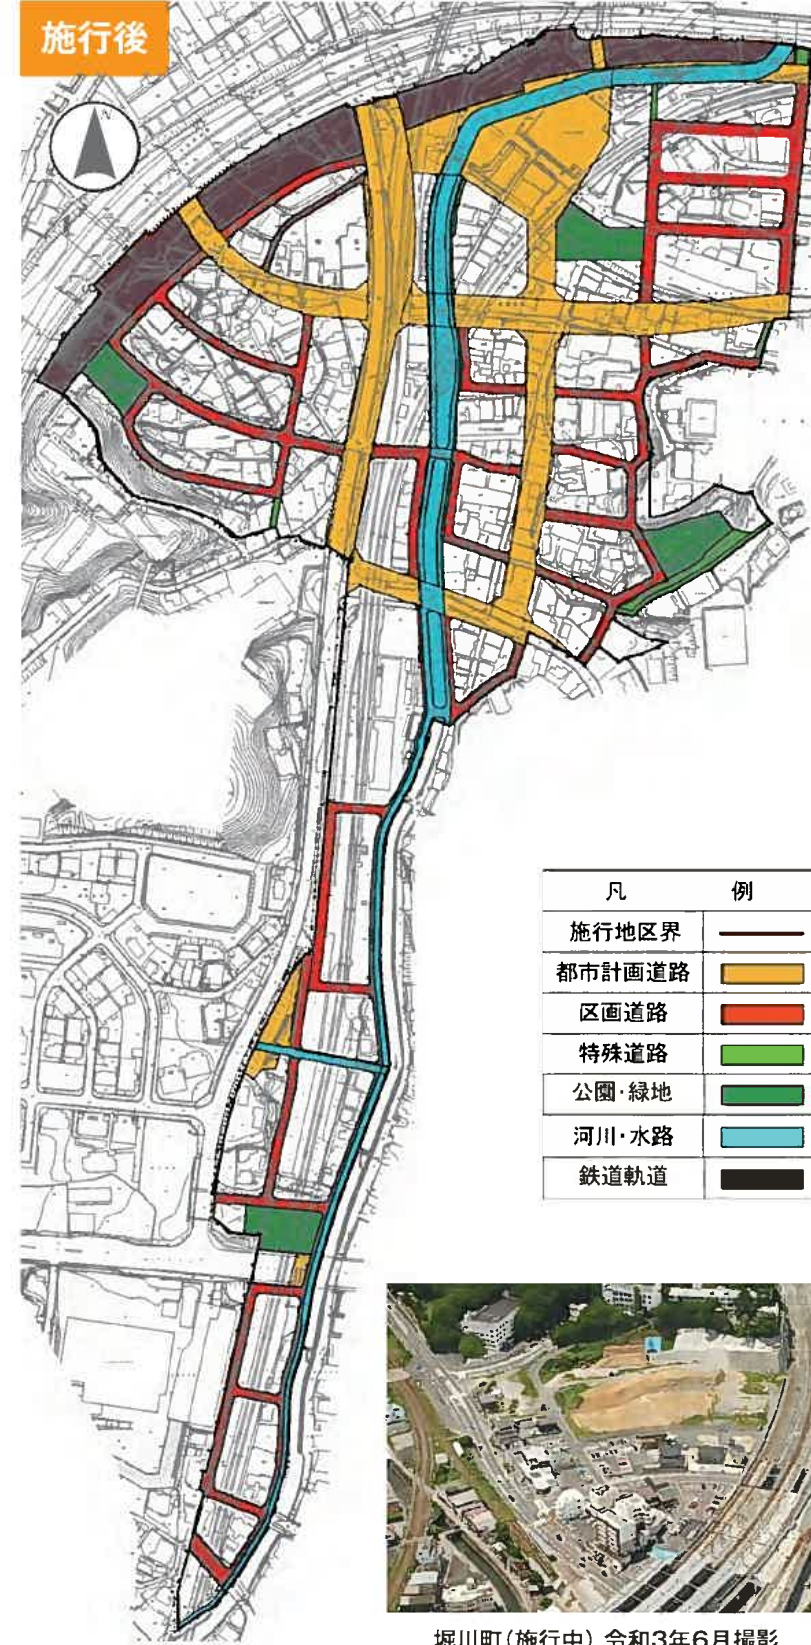 施行後
凡 例
施行地区界
都市計画道路
区画道路
特殊道路
公園・緑地
河川・水路
鉄道軌道
堀川町(施行中) 令和3年6月撮影